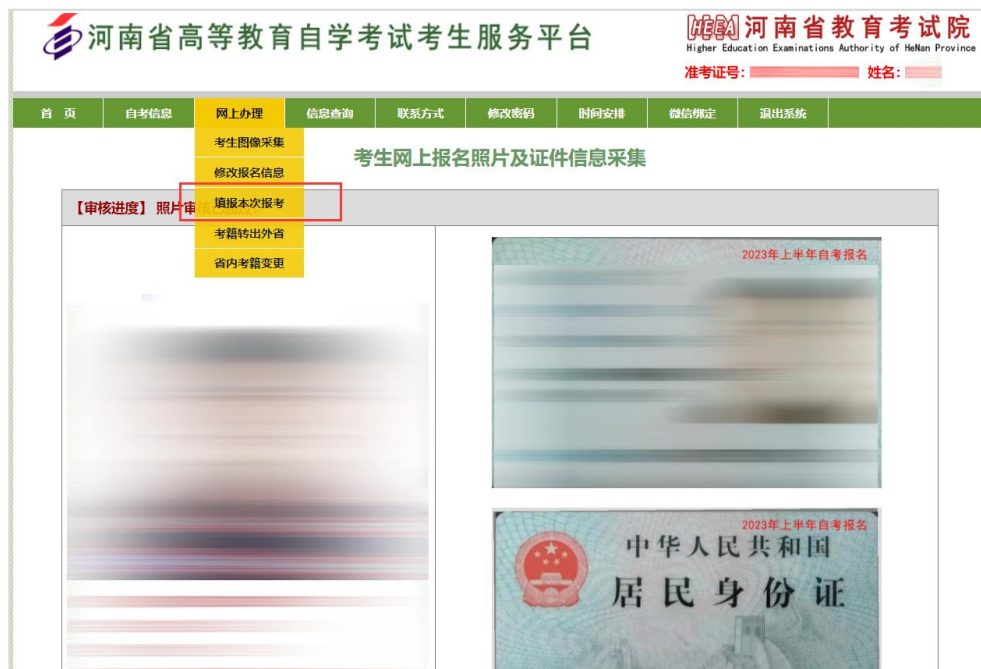 河南省高等教育自学考试考生服务平台
HEEA 河南省教育考试院
Higher Education Examinations Authority of HeNan Province
准考证号： 姓名：
首 页 自考信息 网上办理 信息查询 联系方式 修改密码 时间安排 微信绑定 退出系统
考生图像采集
修改报名信息
填报本次报考
考籍转出外省
省内考籍变更
考生网上报名照片及证件信息采集
【审核进度】 照片审
2023年上半年自考报名
2023年上半年自考报名
中华人民共和国
居民身份证